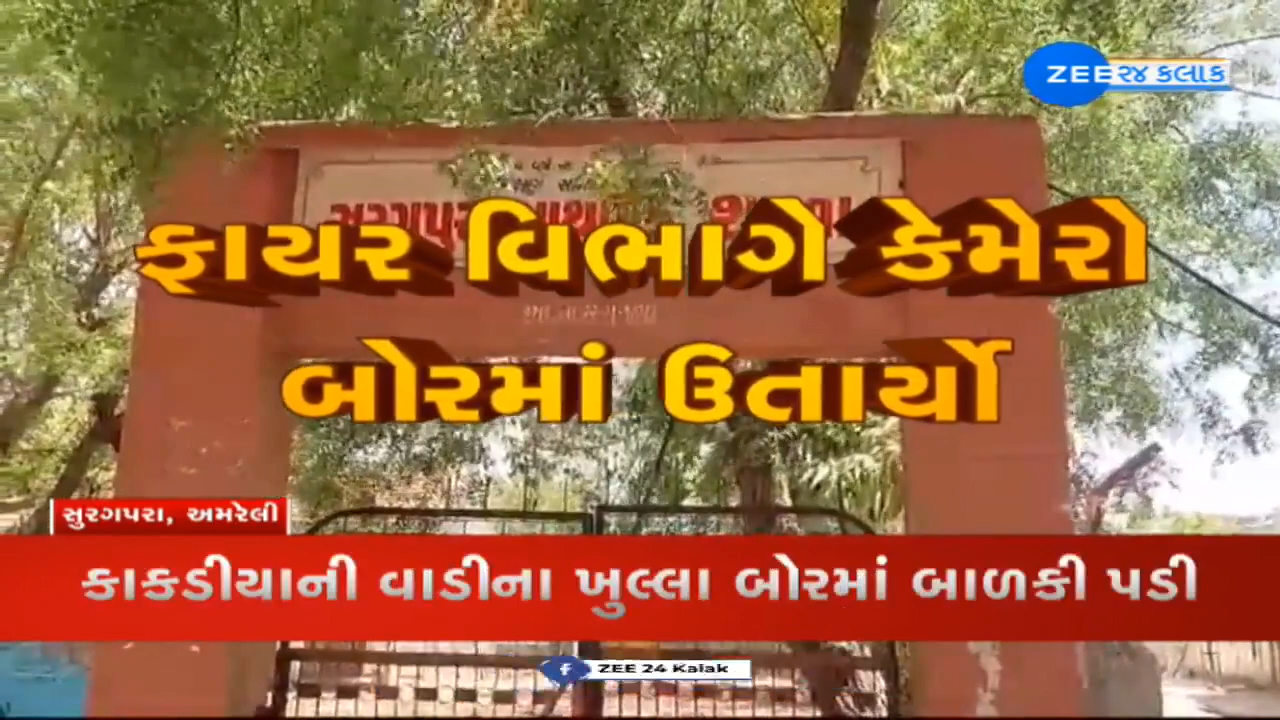 ZEE ૨૪ કલાક
ફાયર વિભાગે કેમેરો
બોરમાં ઉતાર્યો
સુરગપરા, અમરેલી
કાકડીયાની વાડીના ખુલ્લા બોરમાં બાળકી પડી
f ZEE 24 Kalak